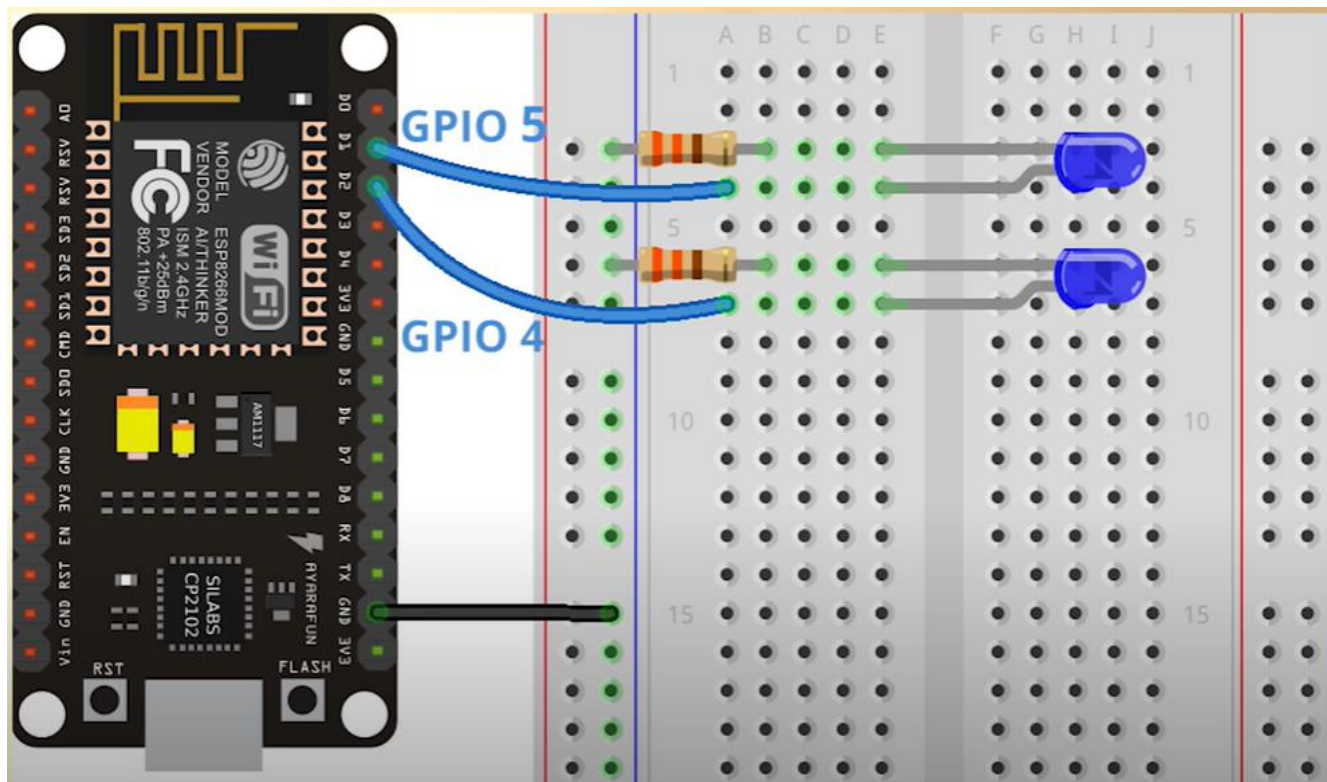 GPIO 5
GPIO 4
A0
RSV
RSV
SD3
SD2
SD1
CMD
SD0
CLK
GND
3V3
EN
RST
GND
Vin
D0
D1
D2
D3
D4
3V3
GND
D5
D6
D7
D8
RX
TX
GND
3V3
MODEL ESP8266MOD
VENDOR AI/THINKER
ISM 2.4GHz
PA +25dBm
802.11b/g/n
FC
Wi Fi
AM1117
SILABS
CP2102
AYARAFUN
RST
FLASH
A B C D E F G H I J
1 1
5 5
10 10
15 15